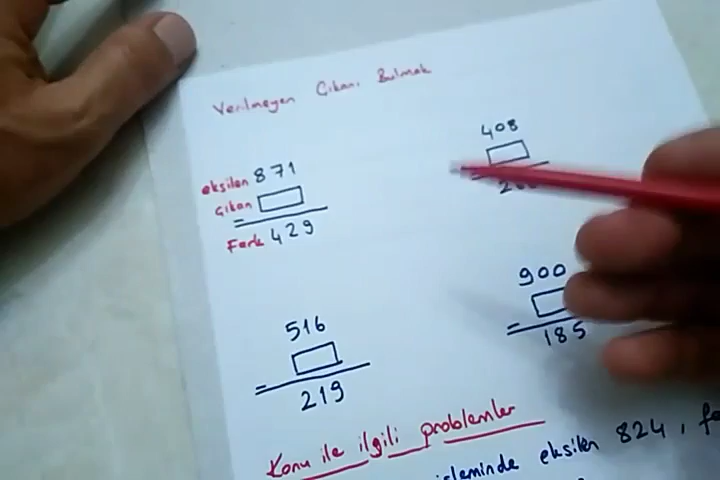 Verilmeyen Çıkanı Bulmak
eksilen 871
Çıkan
=
Fark 429
408
=
516
=
219
900
=
185
Konu ile ilgili problemler
işleminde eksilen 824,